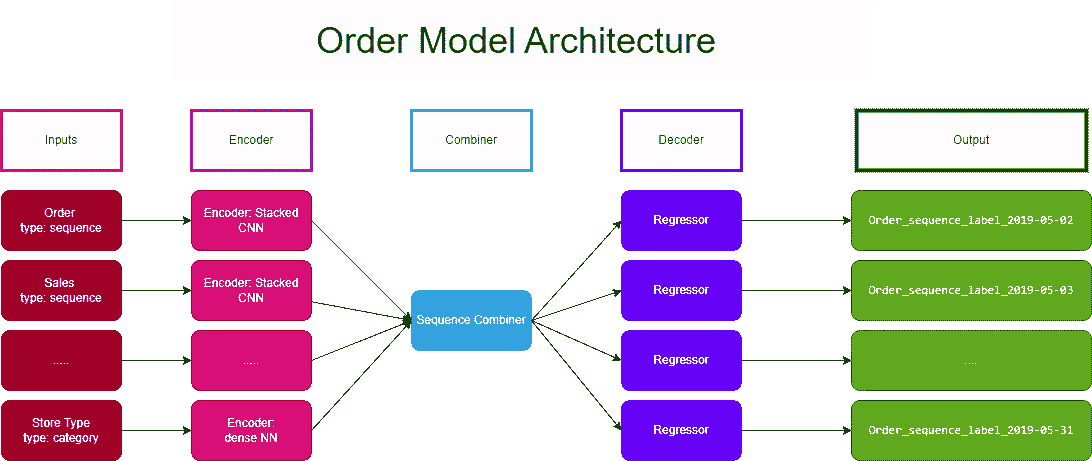 Order Model Architecture
Inputs
Encoder
Combiner
Decoder
Output
Order
type: sequence
Encoder: Stacked
CNN
Regressor
Order_sequence_label_2019-05-02
Sales
type: sequence
Encoder: Stacked
CNN
Sequence Combiner
Regressor
Order_sequence_label_2019-05-03
.....
.....
Regressor
....
Store Type
type: category
Encoder:
dense NN
Regressor
Order_sequence_label_2019-05-31